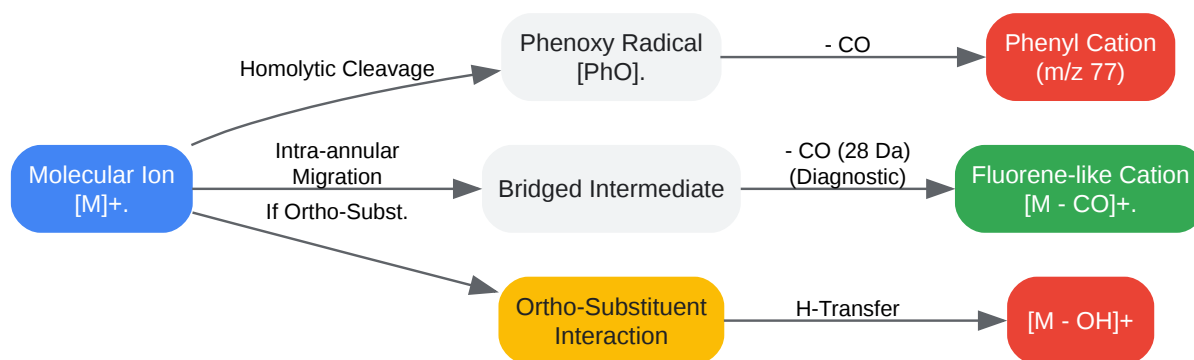 Phenoxy Radical
[PhO].
- CO
Phenyl Cation
(m/z 77)
Homolytic Cleavage
Molecular Ion
[M]+.
Intra-annular
Migration
Bridged Intermediate
- CO (28 Da)
(Diagnostic)
Fluorene-like Cation
[M - CO]+.
If Ortho-Subst.
Ortho-Substituent
Interaction
H-Transfer
[M - OH]+